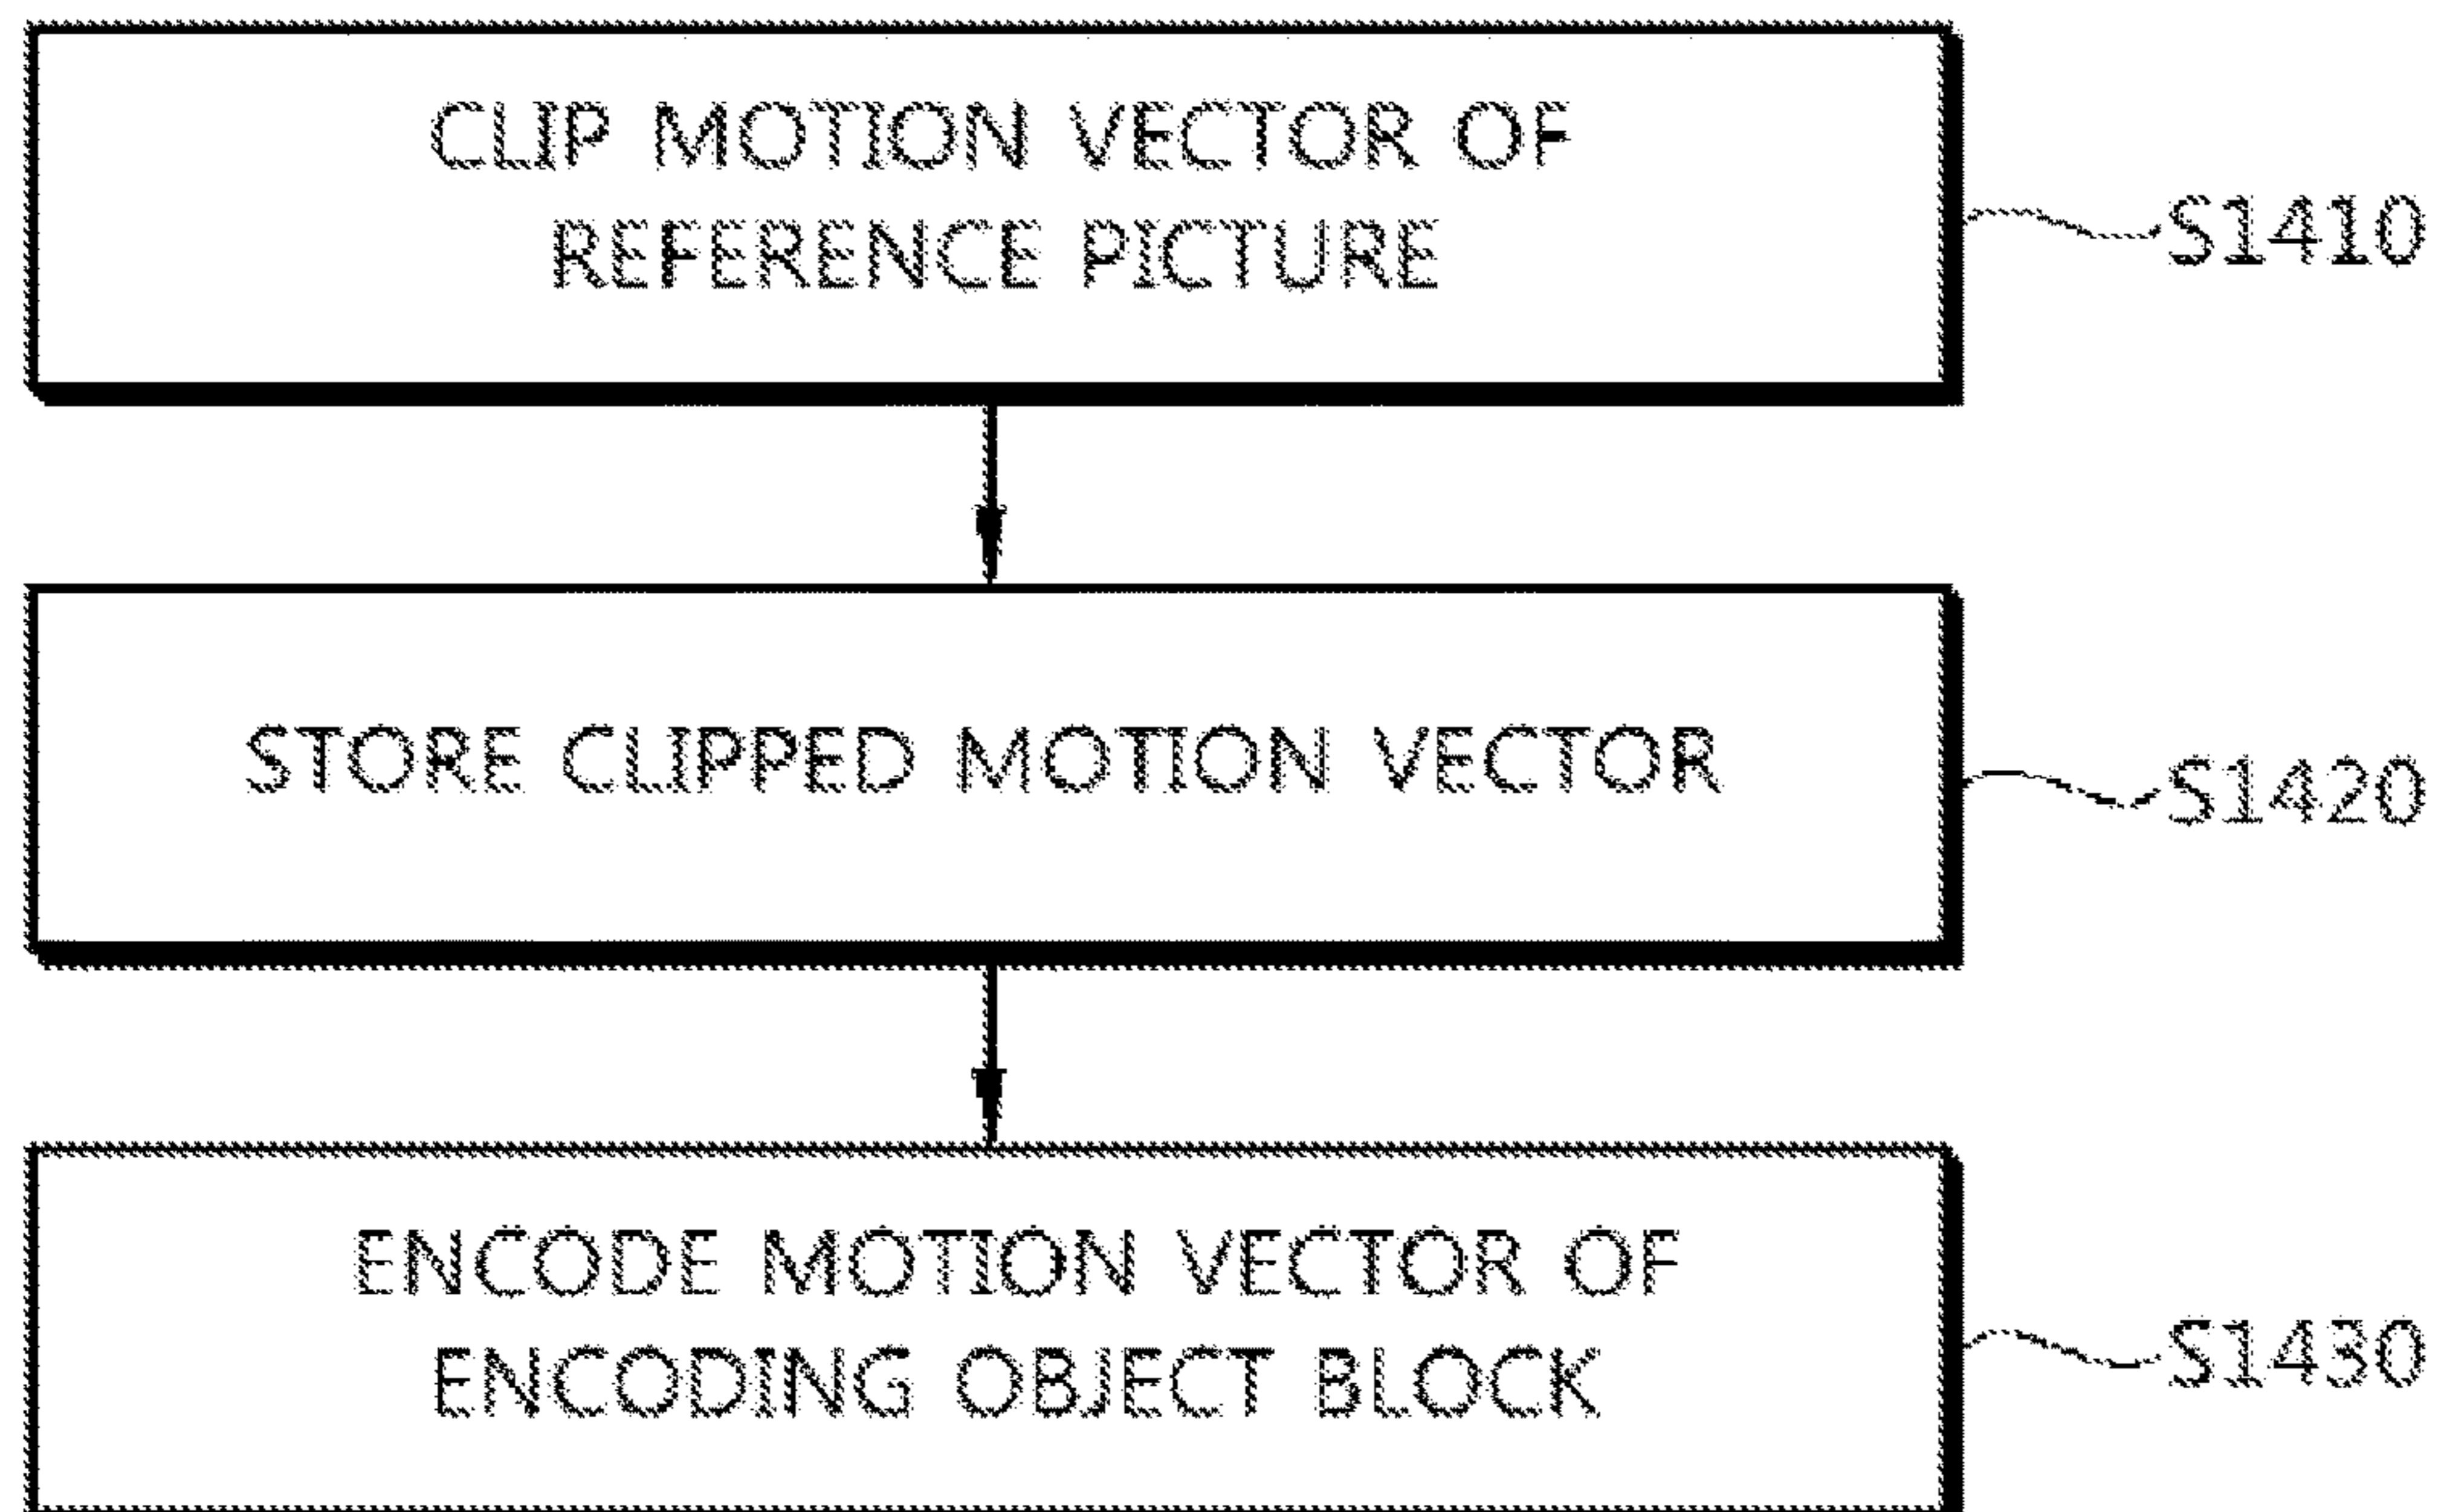 CLIP MOTION VECTOR OF
REFERENCE PICTURE
S1410
STORE CLIPPED MOTION VECTOR
S1420
ENCODE MOTION VECTOR OF
ENCODING OBJECT BLOCK
S1430